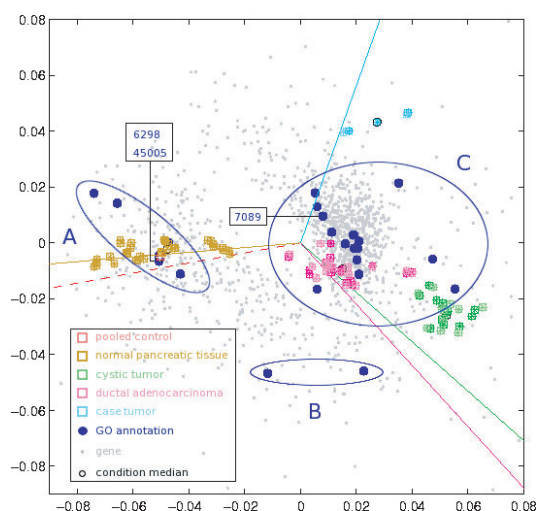 0.08
0.06
0.04
0.02
0
−0.02
−0.04
−0.06
−0.08
6298
45005
7089
A
C
B
pooled control
normal pancreatic tissue
cystic tumor
ductal adenocarcinoma
case tumor
GO annotation
gene
condition median
−0.08 −0.06 −0.04 −0.02 0 0.02 0.04 0.06 0.08